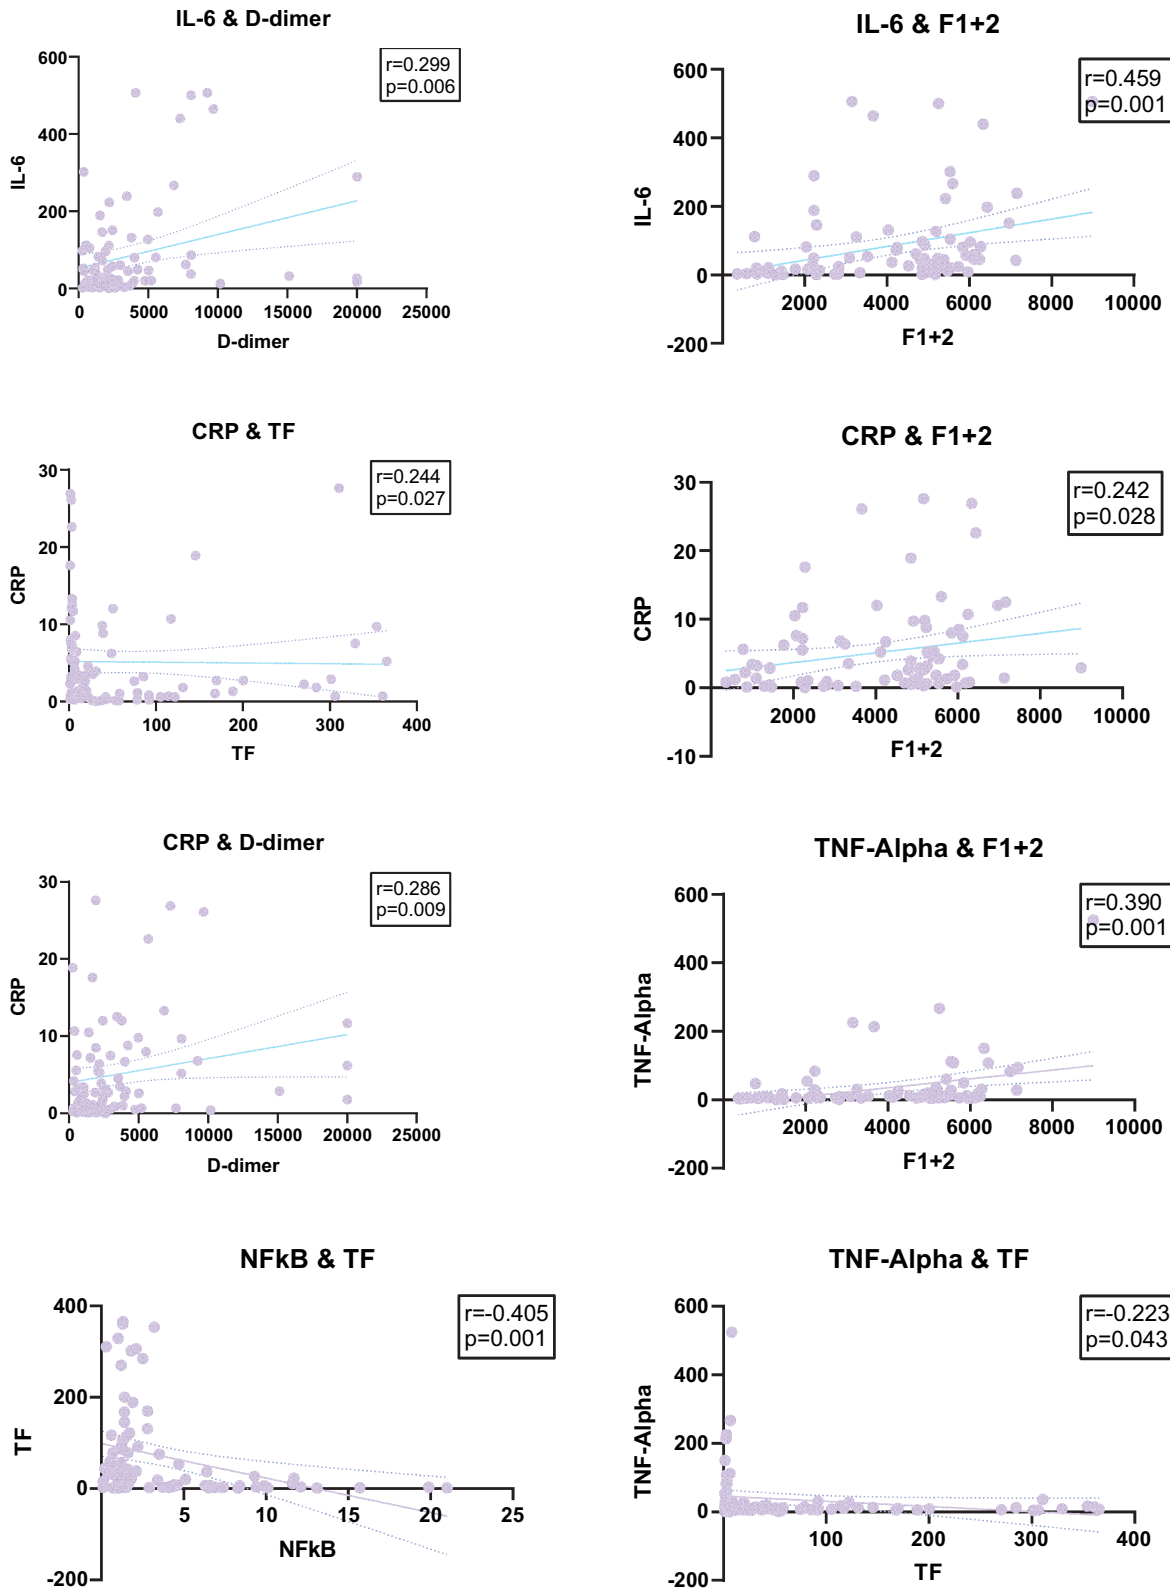 IL-6 & D-dimer
r=0.299
p=0.006
600
400
200
0
IL-6
0 5000 10000 15000 20000 25000
D-dimer
IL-6 & F1+2
r=0.459
p=0.001
600
400
200
0
-200
IL-6
2000 4000 6000 8000 10000
F1+2
CRP & TF
r=0.244
p=0.027
30
20
10
0
CRP
0 100 200 300 400
TF
CRP & F1+2
r=0.242
p=0.028
30
20
10
0
-10
CRP
2000 4000 6000 8000 10000
F1+2
CRP & D-dimer
r=0.286
p=0.009
30
20
10
0
CRP
0 5000 10000 15000 20000 25000
D-dimer
TNF-Alpha & F1+2
r=0.390
p=0.001
600
400
200
0
-200
TNF-Alpha
2000 4000 6000 8000 10000
F1+2
NFkB & TF
r=-0.405
p=0.001
400
200
0
-200
TF
5 10 15 20 25
NFkB
TNF-Alpha & TF
r=-0.223
p=0.043
600
400
200
0
-200
TNF-Alpha
100 200 300 400
TF